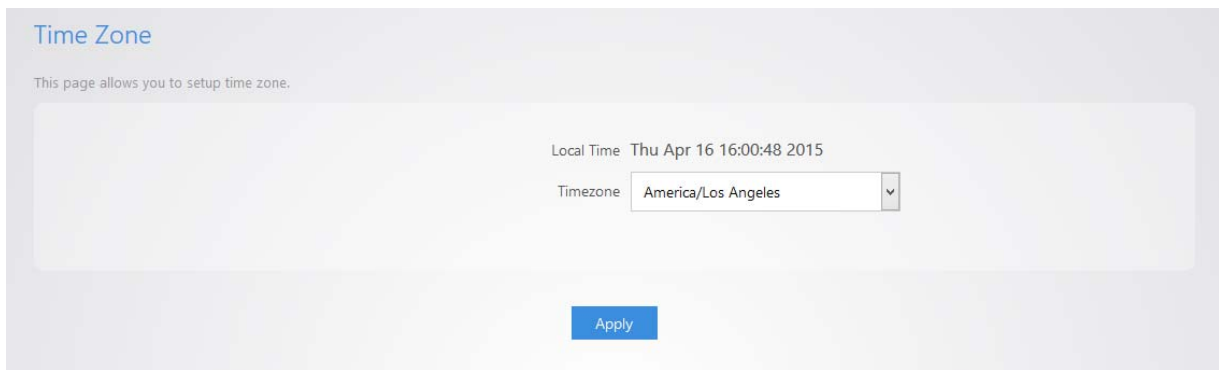 Time Zone
This page allows you to setup time zone.
Local Time Thu Apr 16 16:00:48 2015
Timezone America/Los Angeles
Apply